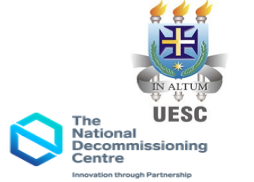 IN ALTUM
UESC
The
National
Decommissioning
Centre
Innovation through Partnership